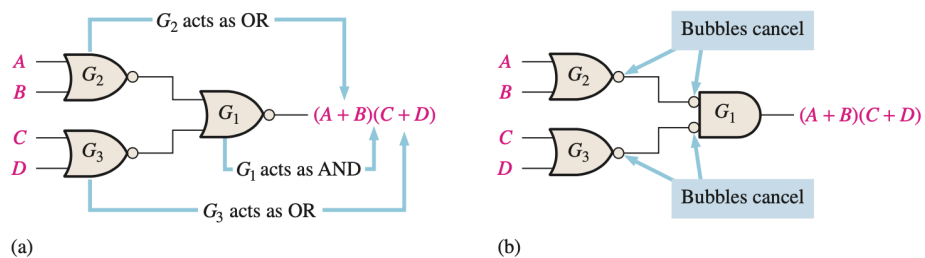 G₂ acts as OR
A
B
G₂
G₁
(A + B)(C + D)
C
D
G₃
G₁ acts as AND
G₃ acts as OR
(a)
Bubbles cancel
A
B
G₂
G₁
(A + B)(C + D)
C
D
G₃
Bubbles cancel
(b)